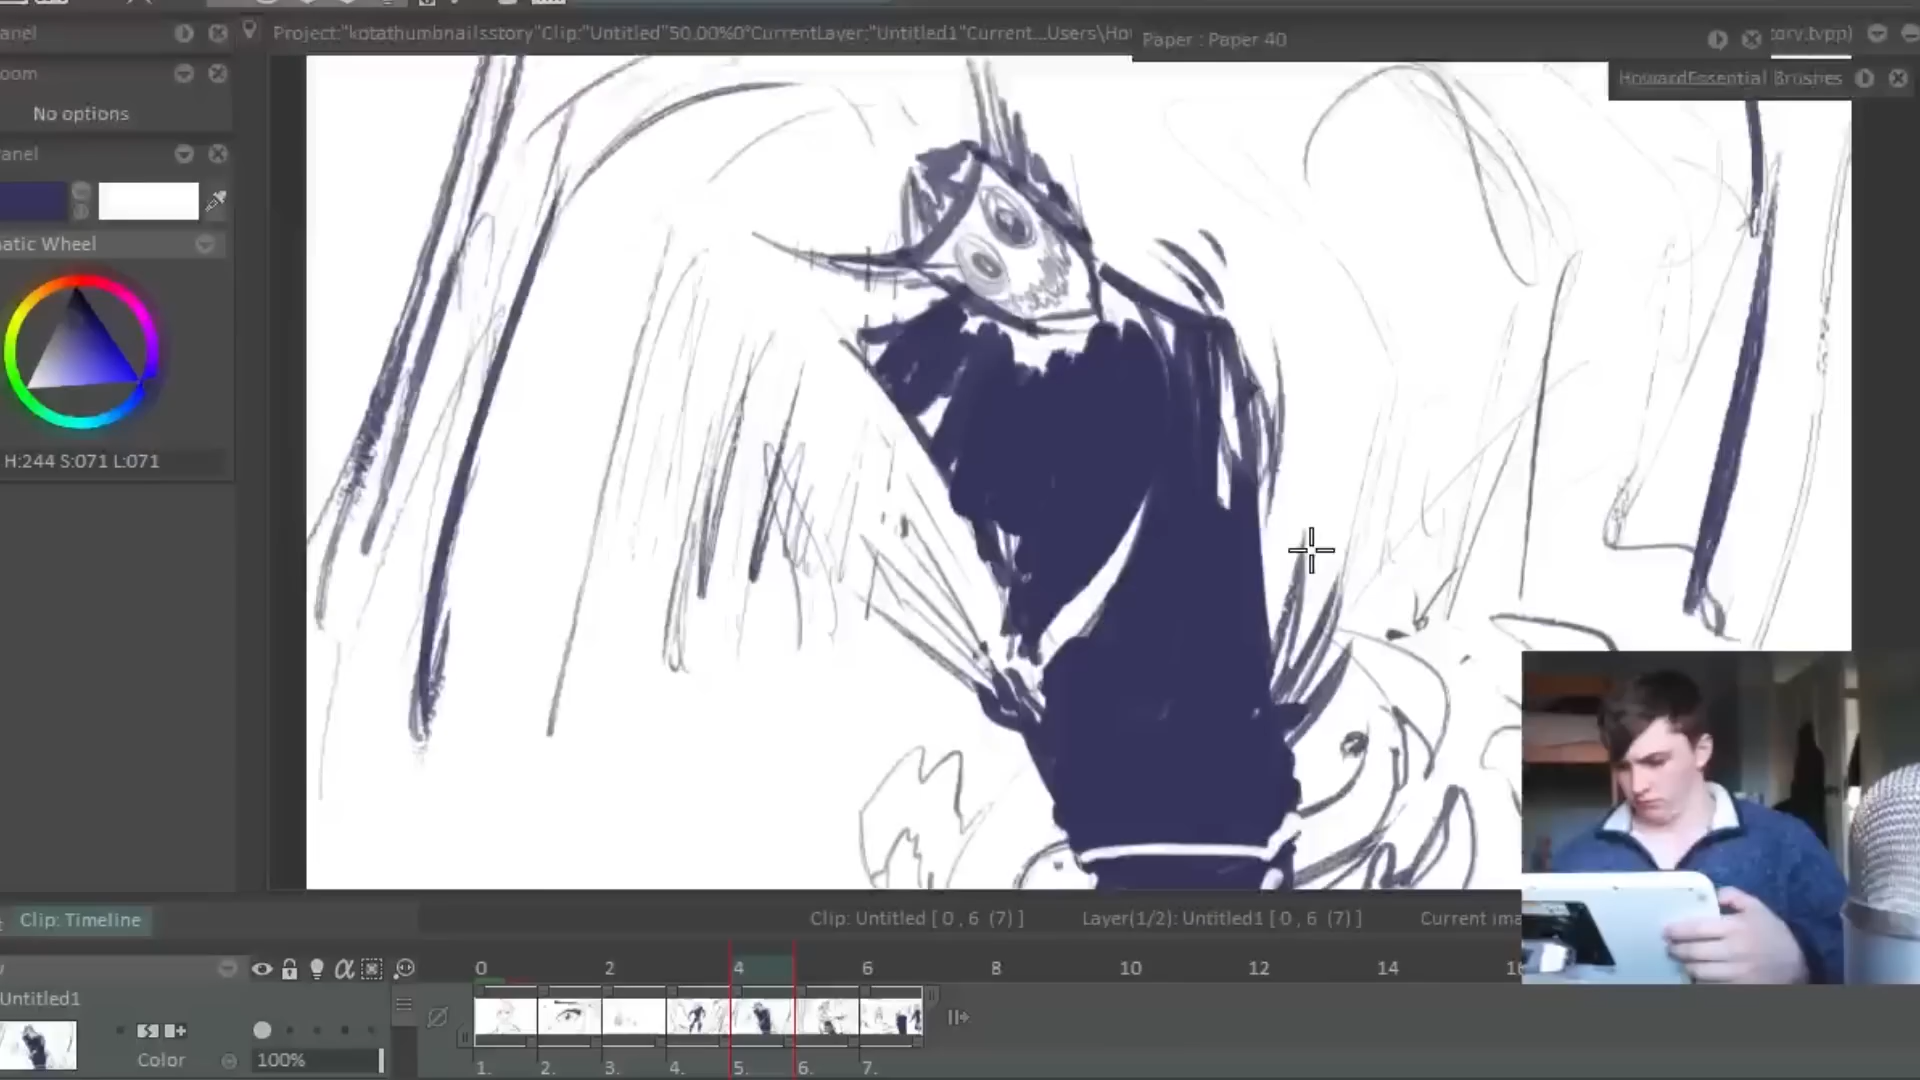 anel
Project:"kotathumbnailsstory"Clip:"Untitled"50.00%0°CurrentLayer:"Untitled1"Current...Users\Ho
Paper : Paper 40
ory.tvpp)
oom
HowardEssential Brushes
No options
anel
atic Wheel
H:244 S:071 L:071
Clip: Timeline
Clip: Untitled [ 0 , 6 (7) ]
Layer(1/2): Untitled1 [ 0 , 6 (7) ]
Current ima
0 2 4 6 8 10 12 14 16
Untitled1
Color
100%
1. 2. 3. 4. 5. 6. 7.